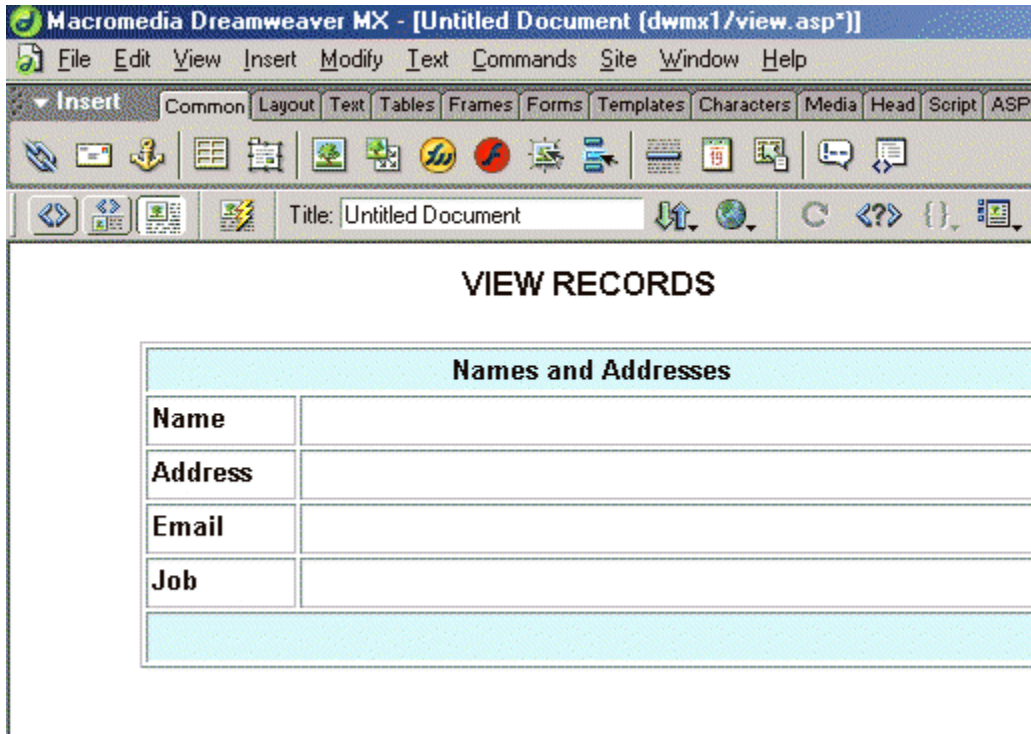 Macromedia Dreamweaver MX - [Untitled Document (dwmx1/view.asp*)]
File Edit View Insert Modify Text Commands Site Window Help
Insert Common Layout Text Tables Frames Forms Templates Characters Media Head Script ASP
19
Title: Untitled Document
VIEW RECORDS
Names and Addresses
Name
Address
Email
Job